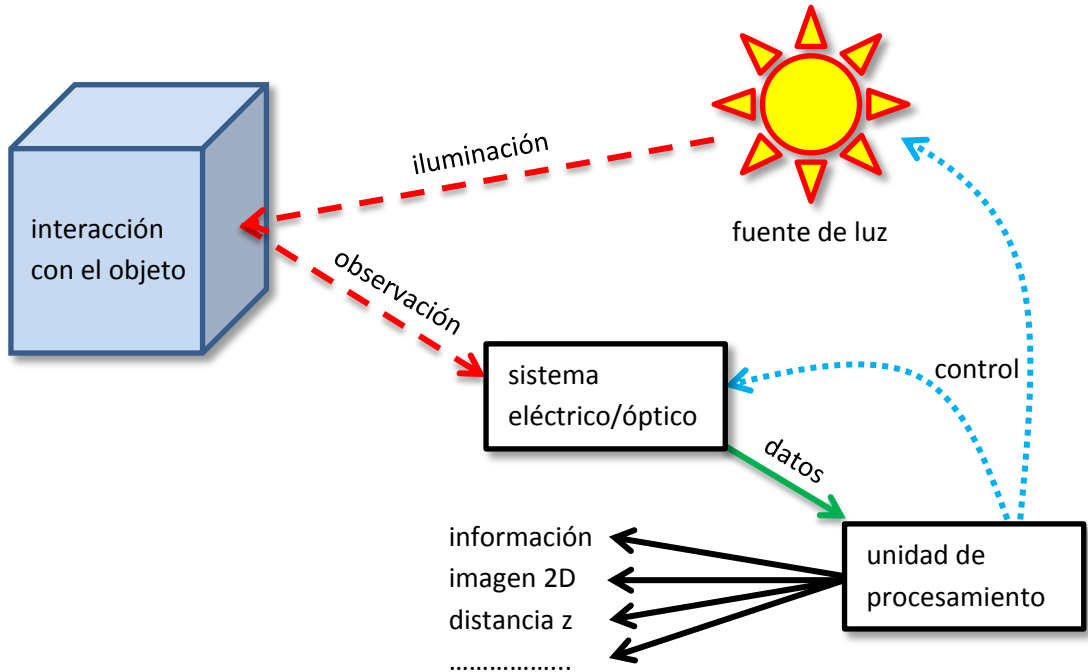 iluminación
interacción
con el objeto
fuente de luz
observación
sistema
eléctrico/óptico
control
datos
información
imagen 2D
distancia z
……………...
unidad de
procesamiento